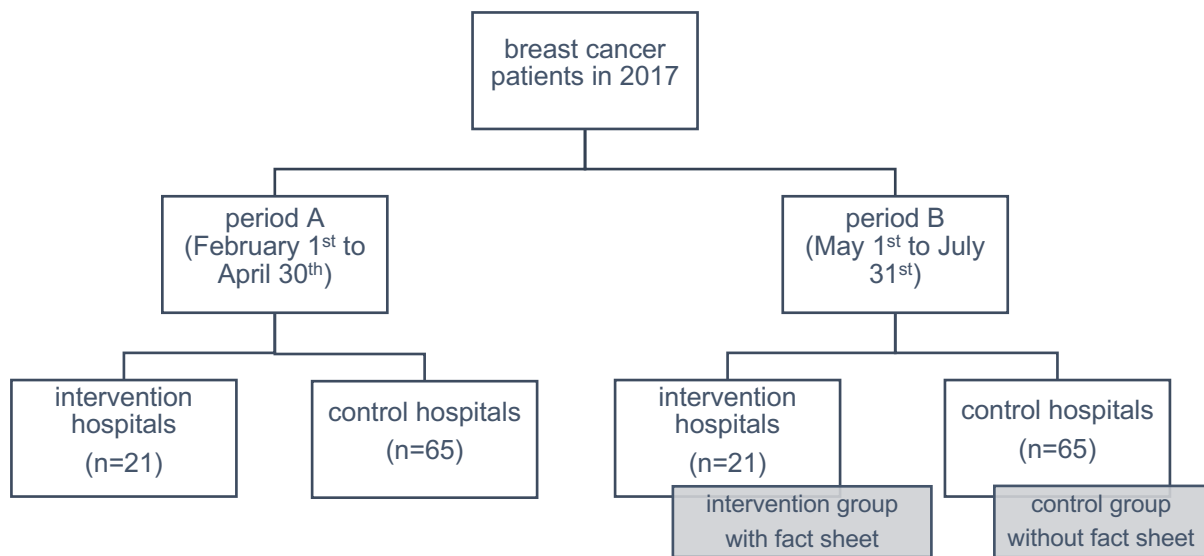 breast cancer
patients in 2017
period A
(February 1st to
April 30th)
period B
(May 1st to July
31st)
intervention
hospitals
(n=21)
control hospitals
(n=65)
intervention
hospitals
(n=21)
control hospitals
(n=65)
intervention group
with fact sheet
control group
without fact sheet